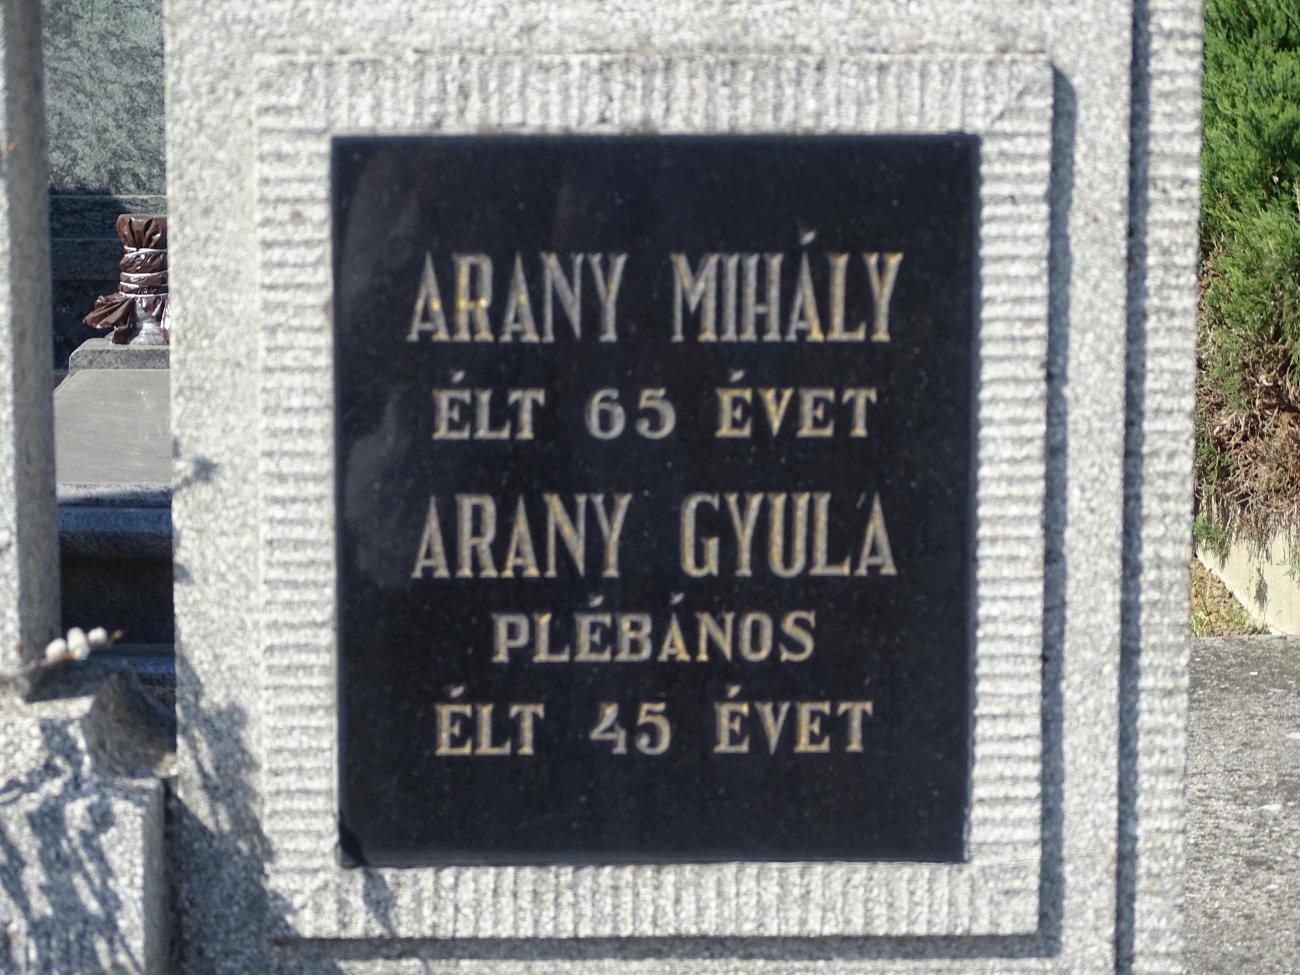 ARANY MIHÁLY
ÉLT 65 ÉVET
ARANY GYULA
PLÉBÁNOS
ÉLT 45 ÉVET